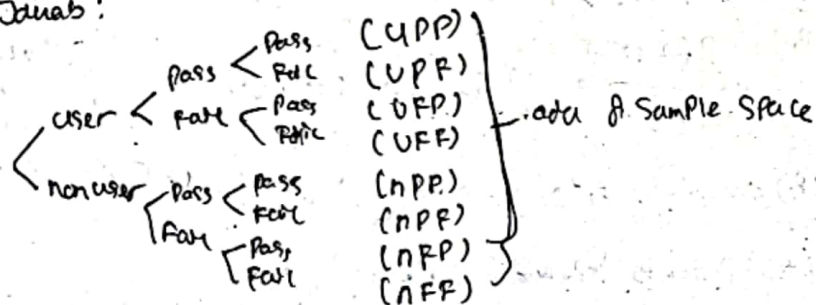 Jawab:
Pass (UPP)
Pass Fail (UPF)
user Fail Pass (UFP) ada 8 Sample Space
Fail (UFF)
non user Pass Pass (nPP)
Fail (nPF)
Fail Pass (nFP)
Fail (nFF)